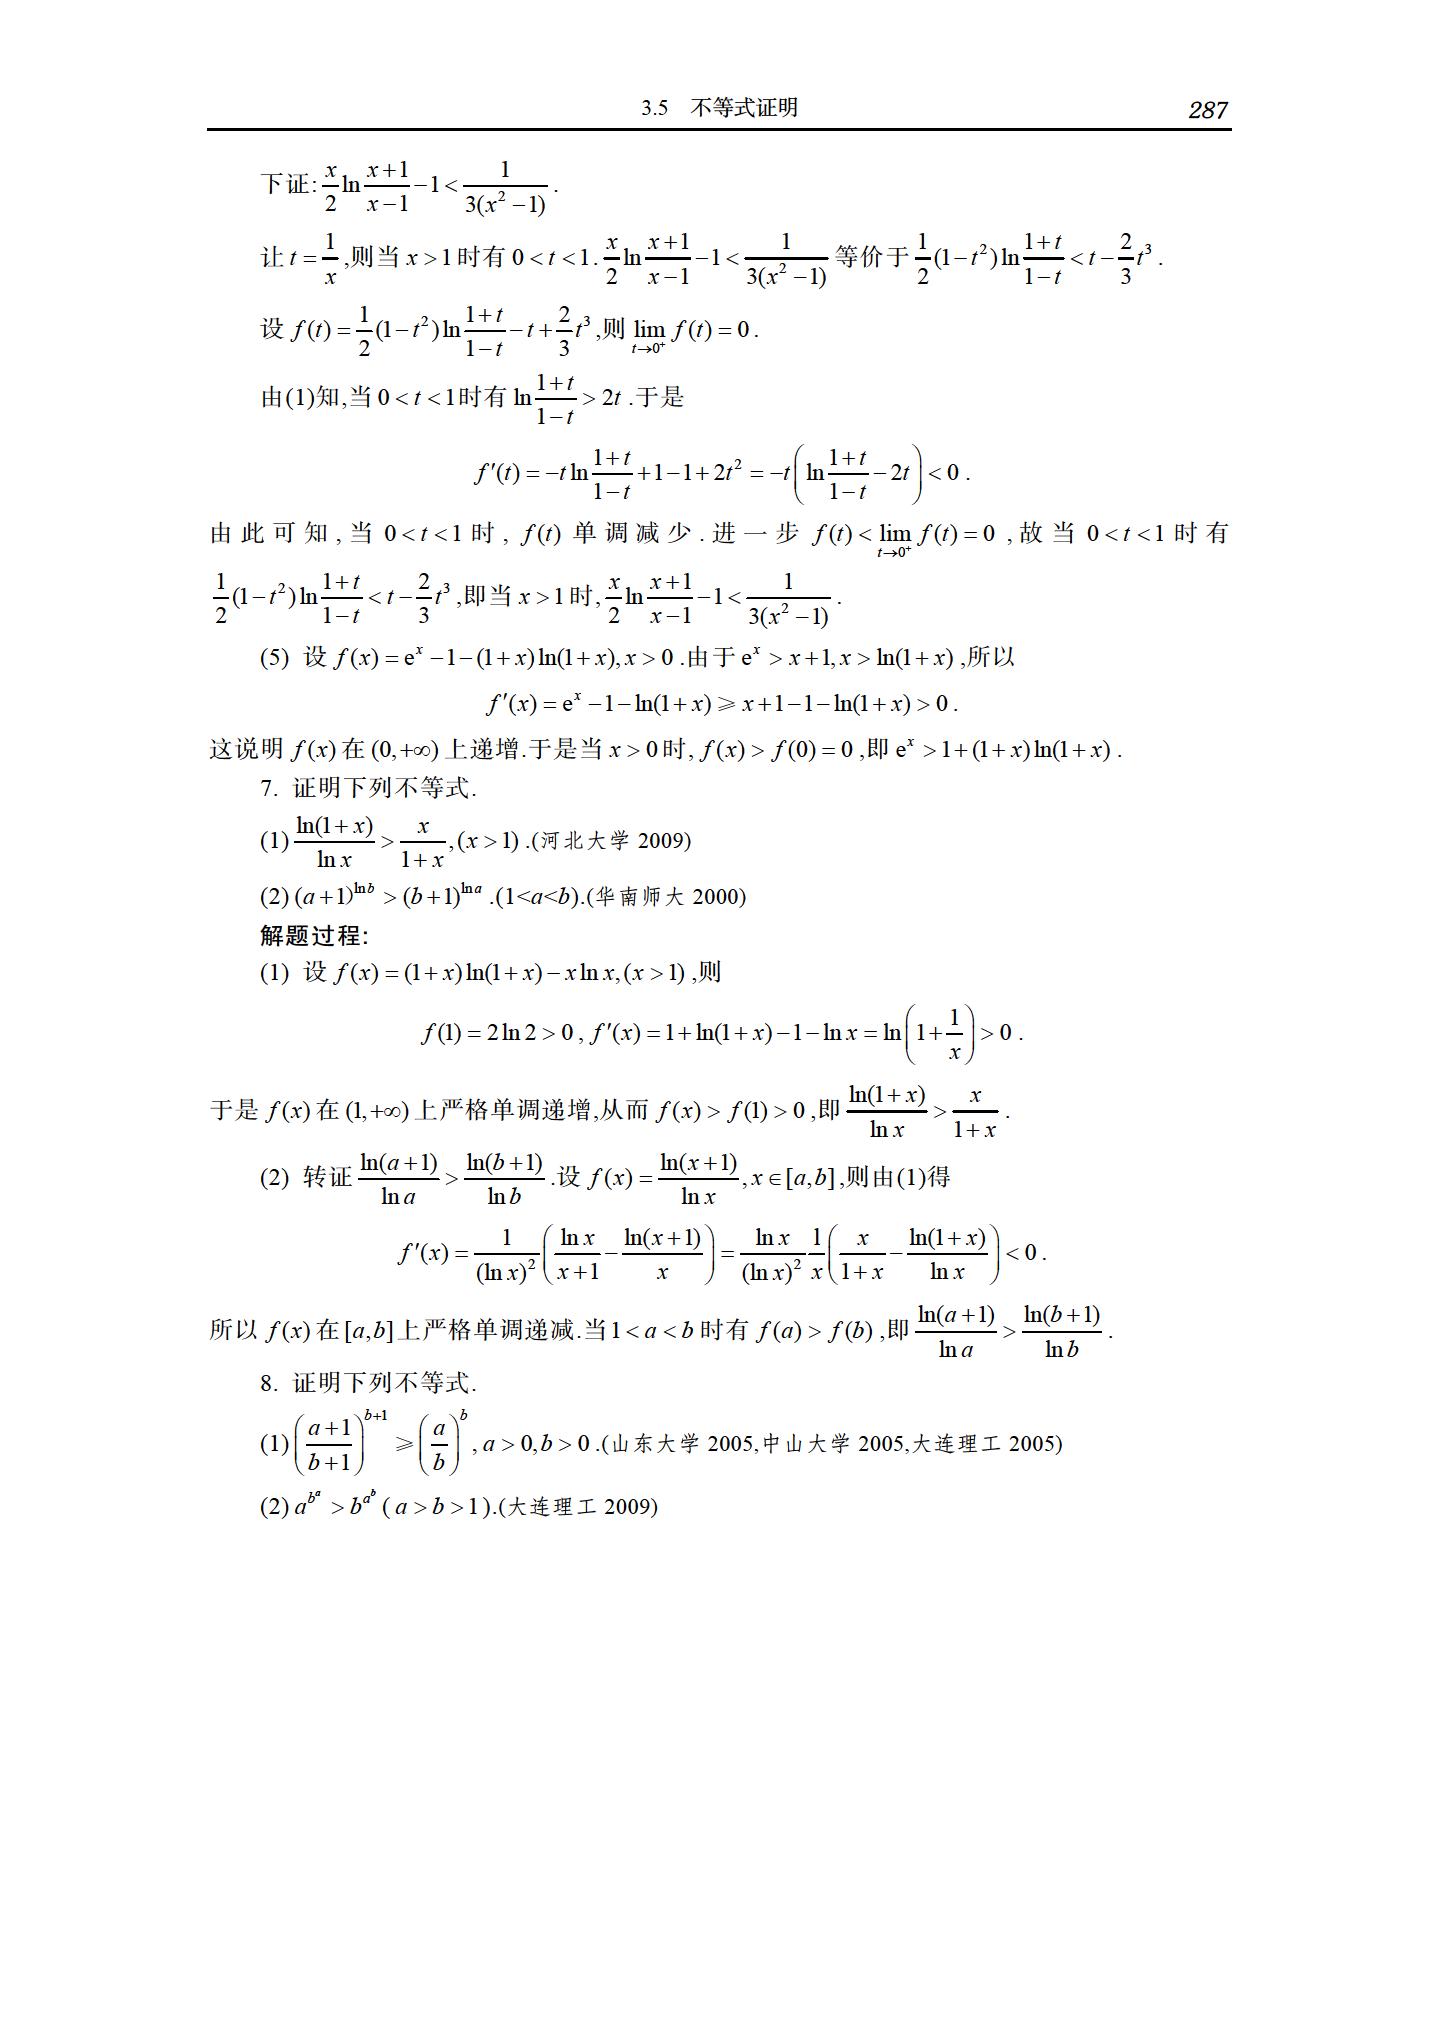 3.5 不等式证明 287
下证: $\frac{x}{2}\ln\frac{x+1}{x-1}-1<\frac{1}{3(x^2-1)}$.
让 $t=\frac{1}{x}$,则当 $x>1$ 时有 $0<t<1$. $\frac{x}{2}\ln\frac{x+1}{x-1}-1<\frac{1}{3(x^2-1)}$ 等价于 $\frac{1}{2}(1-t^2)\ln\frac{1+t}{1-t}<t-\frac{2}{3}t^3$.
设 $f(t)=\frac{1}{2}(1-t^2)\ln\frac{1+t}{1-t}-t+\frac{2}{3}t^3$,则 $\lim_{t\to 0^+}f(t)=0$.
由(1)知,当 $0<t<1$ 时有 $\ln\frac{1+t}{1-t}>2t$.于是
$f'(t)=-t\ln\frac{1+t}{1-t}+1-1+2t^2=-t\left(\ln\frac{1+t}{1-t}-2t\right)<0$.
由此可知,当 $0<t<1$ 时, $f(t)$ 单调减少.进一步 $f(t)<\lim_{t\to 0^+}f(t)=0$,故当 $0<t<1$ 时有
$\frac{1}{2}(1-t^2)\ln\frac{1+t}{1-t}<t-\frac{2}{3}t^3$,即当 $x>1$ 时, $\frac{x}{2}\ln\frac{x+1}{x-1}-1<\frac{1}{3(x^2-1)}$.
(5) 设 $f(x)=\mathrm{e}^x-1-(1+x)\ln(1+x),x>0$.由于 $\mathrm{e}^x>x+1,x>\ln(1+x)$,所以
$f'(x)=\mathrm{e}^x-1-\ln(1+x)\geqslant x+1-1-\ln(1+x)>0$.
这说明 $f(x)$ 在 $(0,+\infty)$ 上递增.于是当 $x>0$ 时, $f(x)>f(0)=0$,即 $\mathrm{e}^x>1+(1+x)\ln(1+x)$.
7. 证明下列不等式.
(1) $\frac{\ln(1+x)}{\ln x}>\frac{x}{1+x},(x>1)$.(河北大学 2009)
(2) $(a+1)^{\ln b}>(b+1)^{\ln a}$.(1<a<b).(华南师大 2000)
解题过程:
(1) 设 $f(x)=(1+x)\ln(1+x)-x\ln x,(x>1)$,则
$f(1)=2\ln 2>0,f'(x)=1+\ln(1+x)-1-\ln x=\ln\left(1+\frac{1}{x}\right)>0$.
于是 $f(x)$ 在 $(1,+\infty)$ 上严格单调递增,从而 $f(x)>f(1)>0$,即 $\frac{\ln(1+x)}{\ln x}>\frac{x}{1+x}$.
(2) 转证 $\frac{\ln(a+1)}{\ln a}>\frac{\ln(b+1)}{\ln b}$.设 $f(x)=\frac{\ln(x+1)}{\ln x},x\in[a,b]$,则由(1)得
$f'(x)=\frac{1}{(\ln x)^2}\left(\frac{\ln x}{x+1}-\frac{\ln(x+1)}{x}\right)=\frac{\ln x}{(\ln x)^2}\frac{1}{x}\left(\frac{x}{1+x}-\frac{\ln(1+x)}{\ln x}\right)<0$.
所以 $f(x)$ 在 $[a,b]$ 上严格单调递减.当 $1<a<b$ 时有 $f(a)>f(b)$,即 $\frac{\ln(a+1)}{\ln a}>\frac{\ln(b+1)}{\ln b}$.
8. 证明下列不等式.
(1) $\left(\frac{a+1}{b+1}\right)^{b+1}\geqslant\left(\frac{a}{b}\right)^b,a>0,b>0$.(山东大学 2005,中山大学 2005,大连理工 2005)
(2) $a^{b^a}>b^{a^b}$ ( $a>b>1$ ).(大连理工 2009)